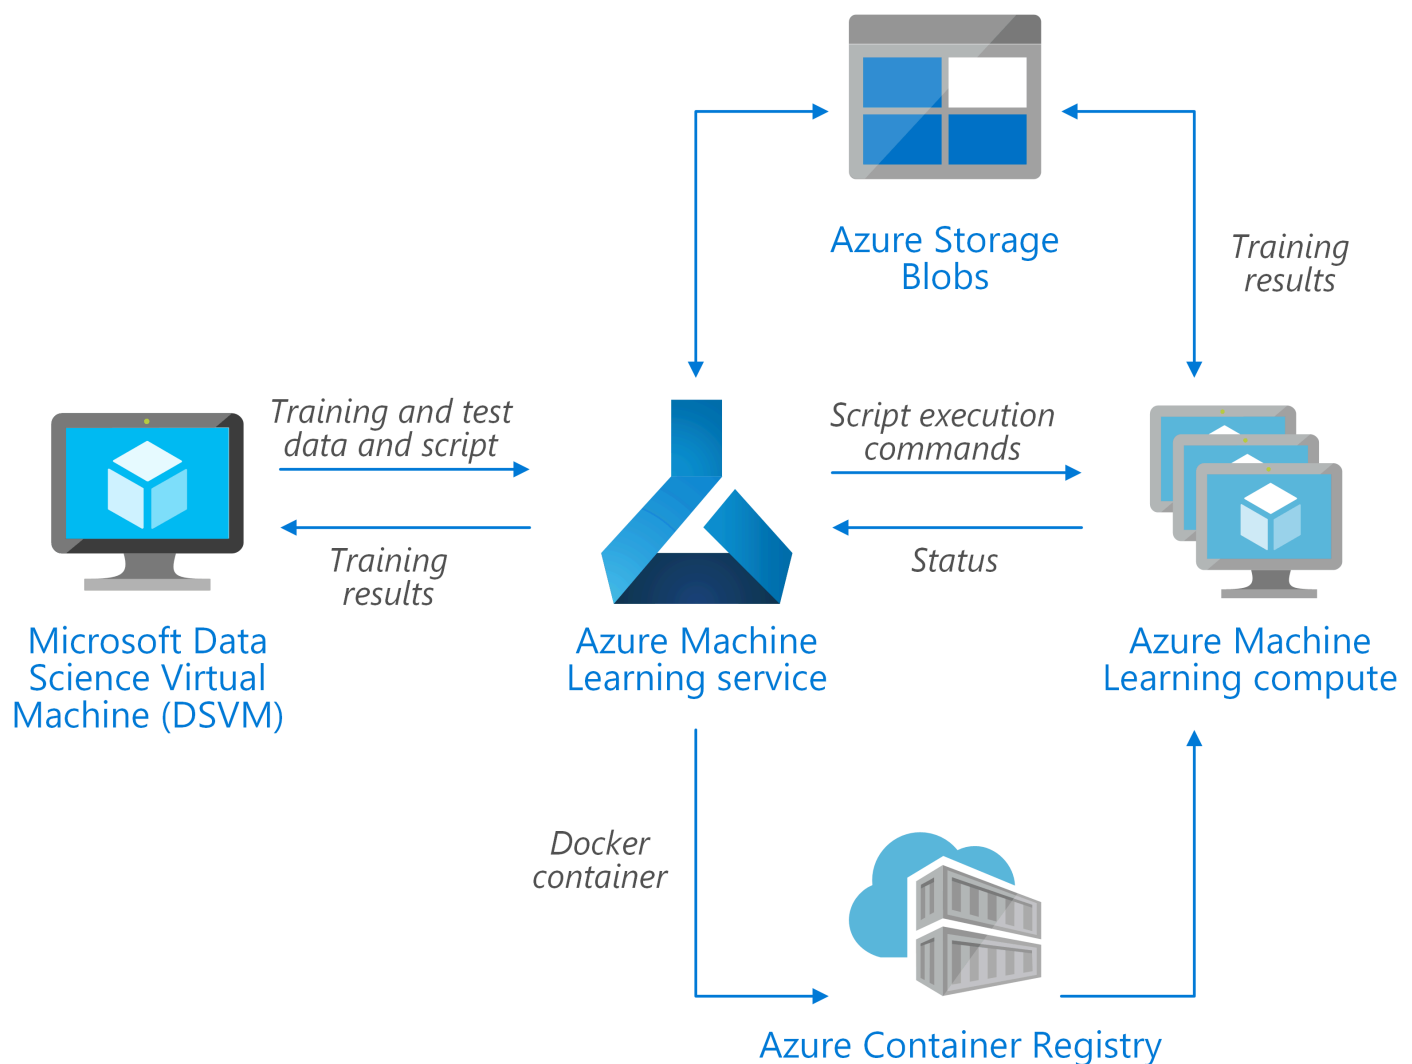 Azure Storage
Blobs
Training
results
Training and test
data and script
Script execution
commands
Training
results
Status
Microsoft Data
Science Virtual
Machine (DSVM)
Azure Machine
Learning service
Azure Machine
Learning compute
Docker
container
Azure Container Registry